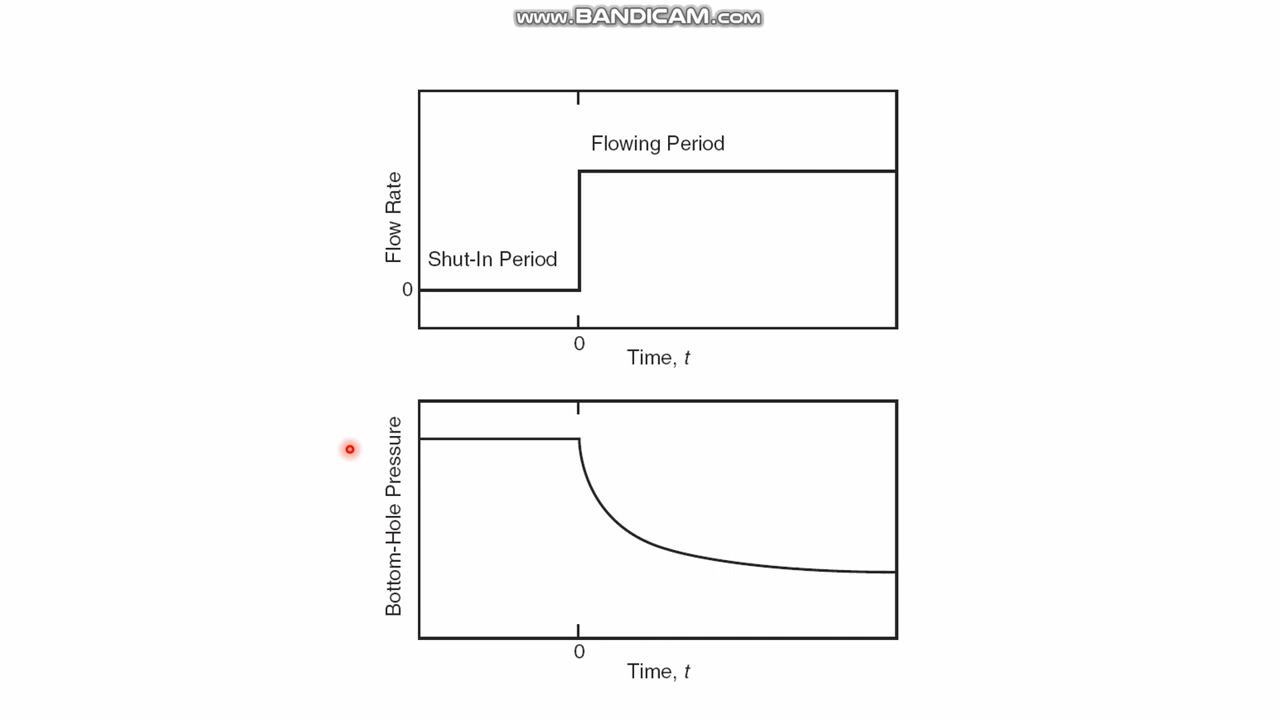 www.BANDICAM.com
Flowing Period
Flow Rate
Shut-In Period
0
0
Time, t
Bottom-Hole Pressure
0
Time, t